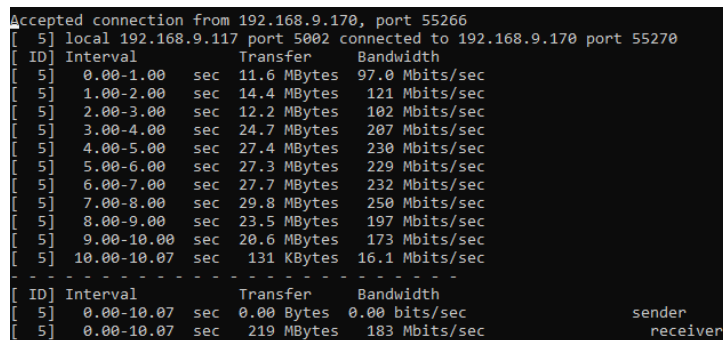 Accepted connection from 192.168.9.170, port 55266
[  5] local 192.168.9.117 port 5002 connected to 192.168.9.170 port 55270
[ ID] Interval           Transfer     Bandwidth
[  5]   0.00-1.00   sec  11.6 MBytes  97.0 Mbits/sec
[  5]   1.00-2.00   sec  14.4 MBytes   121 Mbits/sec
[  5]   2.00-3.00   sec  12.2 MBytes   102 Mbits/sec
[  5]   3.00-4.00   sec  24.7 MBytes   207 Mbits/sec
[  5]   4.00-5.00   sec  27.4 MBytes   230 Mbits/sec
[  5]   5.00-6.00   sec  27.3 MBytes   229 Mbits/sec
[  5]   6.00-7.00   sec  27.7 MBytes   232 Mbits/sec
[  5]   7.00-8.00   sec  29.8 MBytes   250 Mbits/sec
[  5]   8.00-9.00   sec  23.5 MBytes   197 Mbits/sec
[  5]   9.00-10.00  sec  20.6 MBytes   173 Mbits/sec
[  5]  10.00-10.07  sec   131 KBytes  16.1 Mbits/sec
- - - - - - - - - - - - - - - - - - - - - - - - -
[ ID] Interval           Transfer     Bandwidth
[  5]   0.00-10.07  sec  0.00 Bytes  0.00 bits/sec                  sender
[  5]   0.00-10.07  sec   219 MBytes   183 Mbits/sec                  receiver